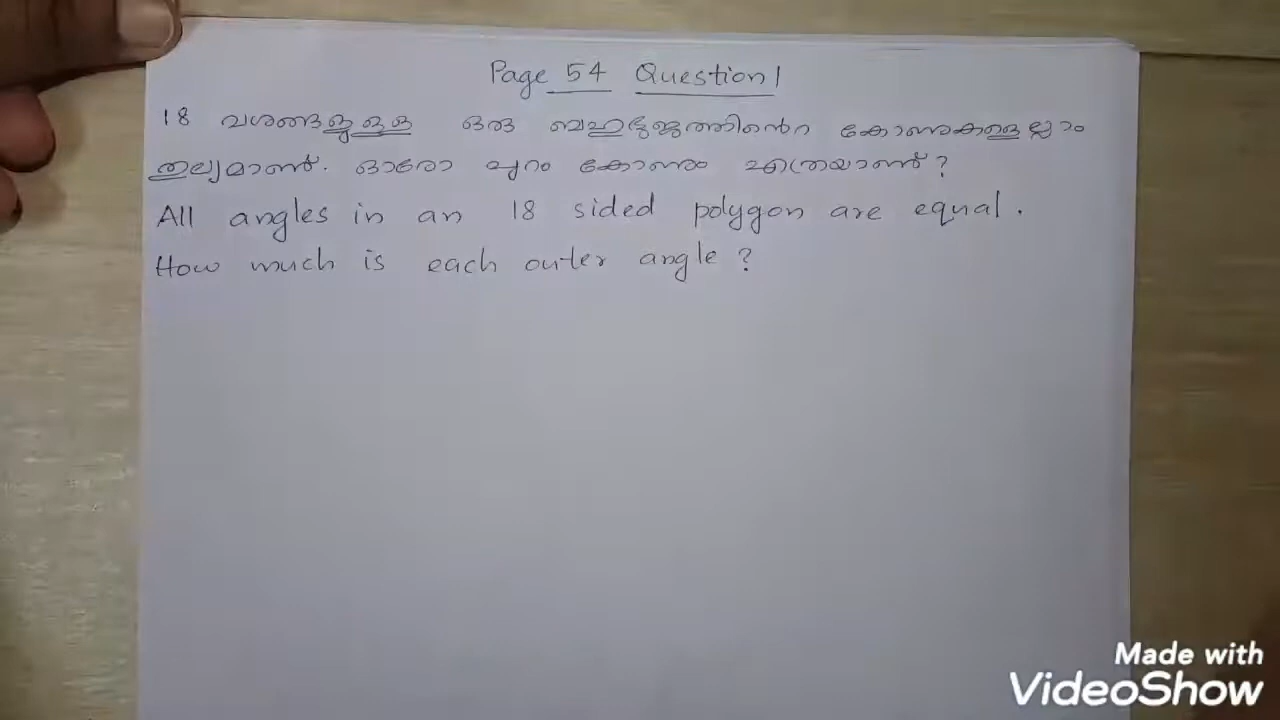 Page 54 Question 1
18 വശങ്ങളുള്ള ഒരു ബഹുഭുജത്തിന്റെ കോണുകളെല്ലാം
തുല്യമാണ്. ഓരോ പുറം കോണും എത്രയാണ് ?
All angles in an 18 sided polygon are equal.
How much is each outer angle ?
Made with
VideoShow